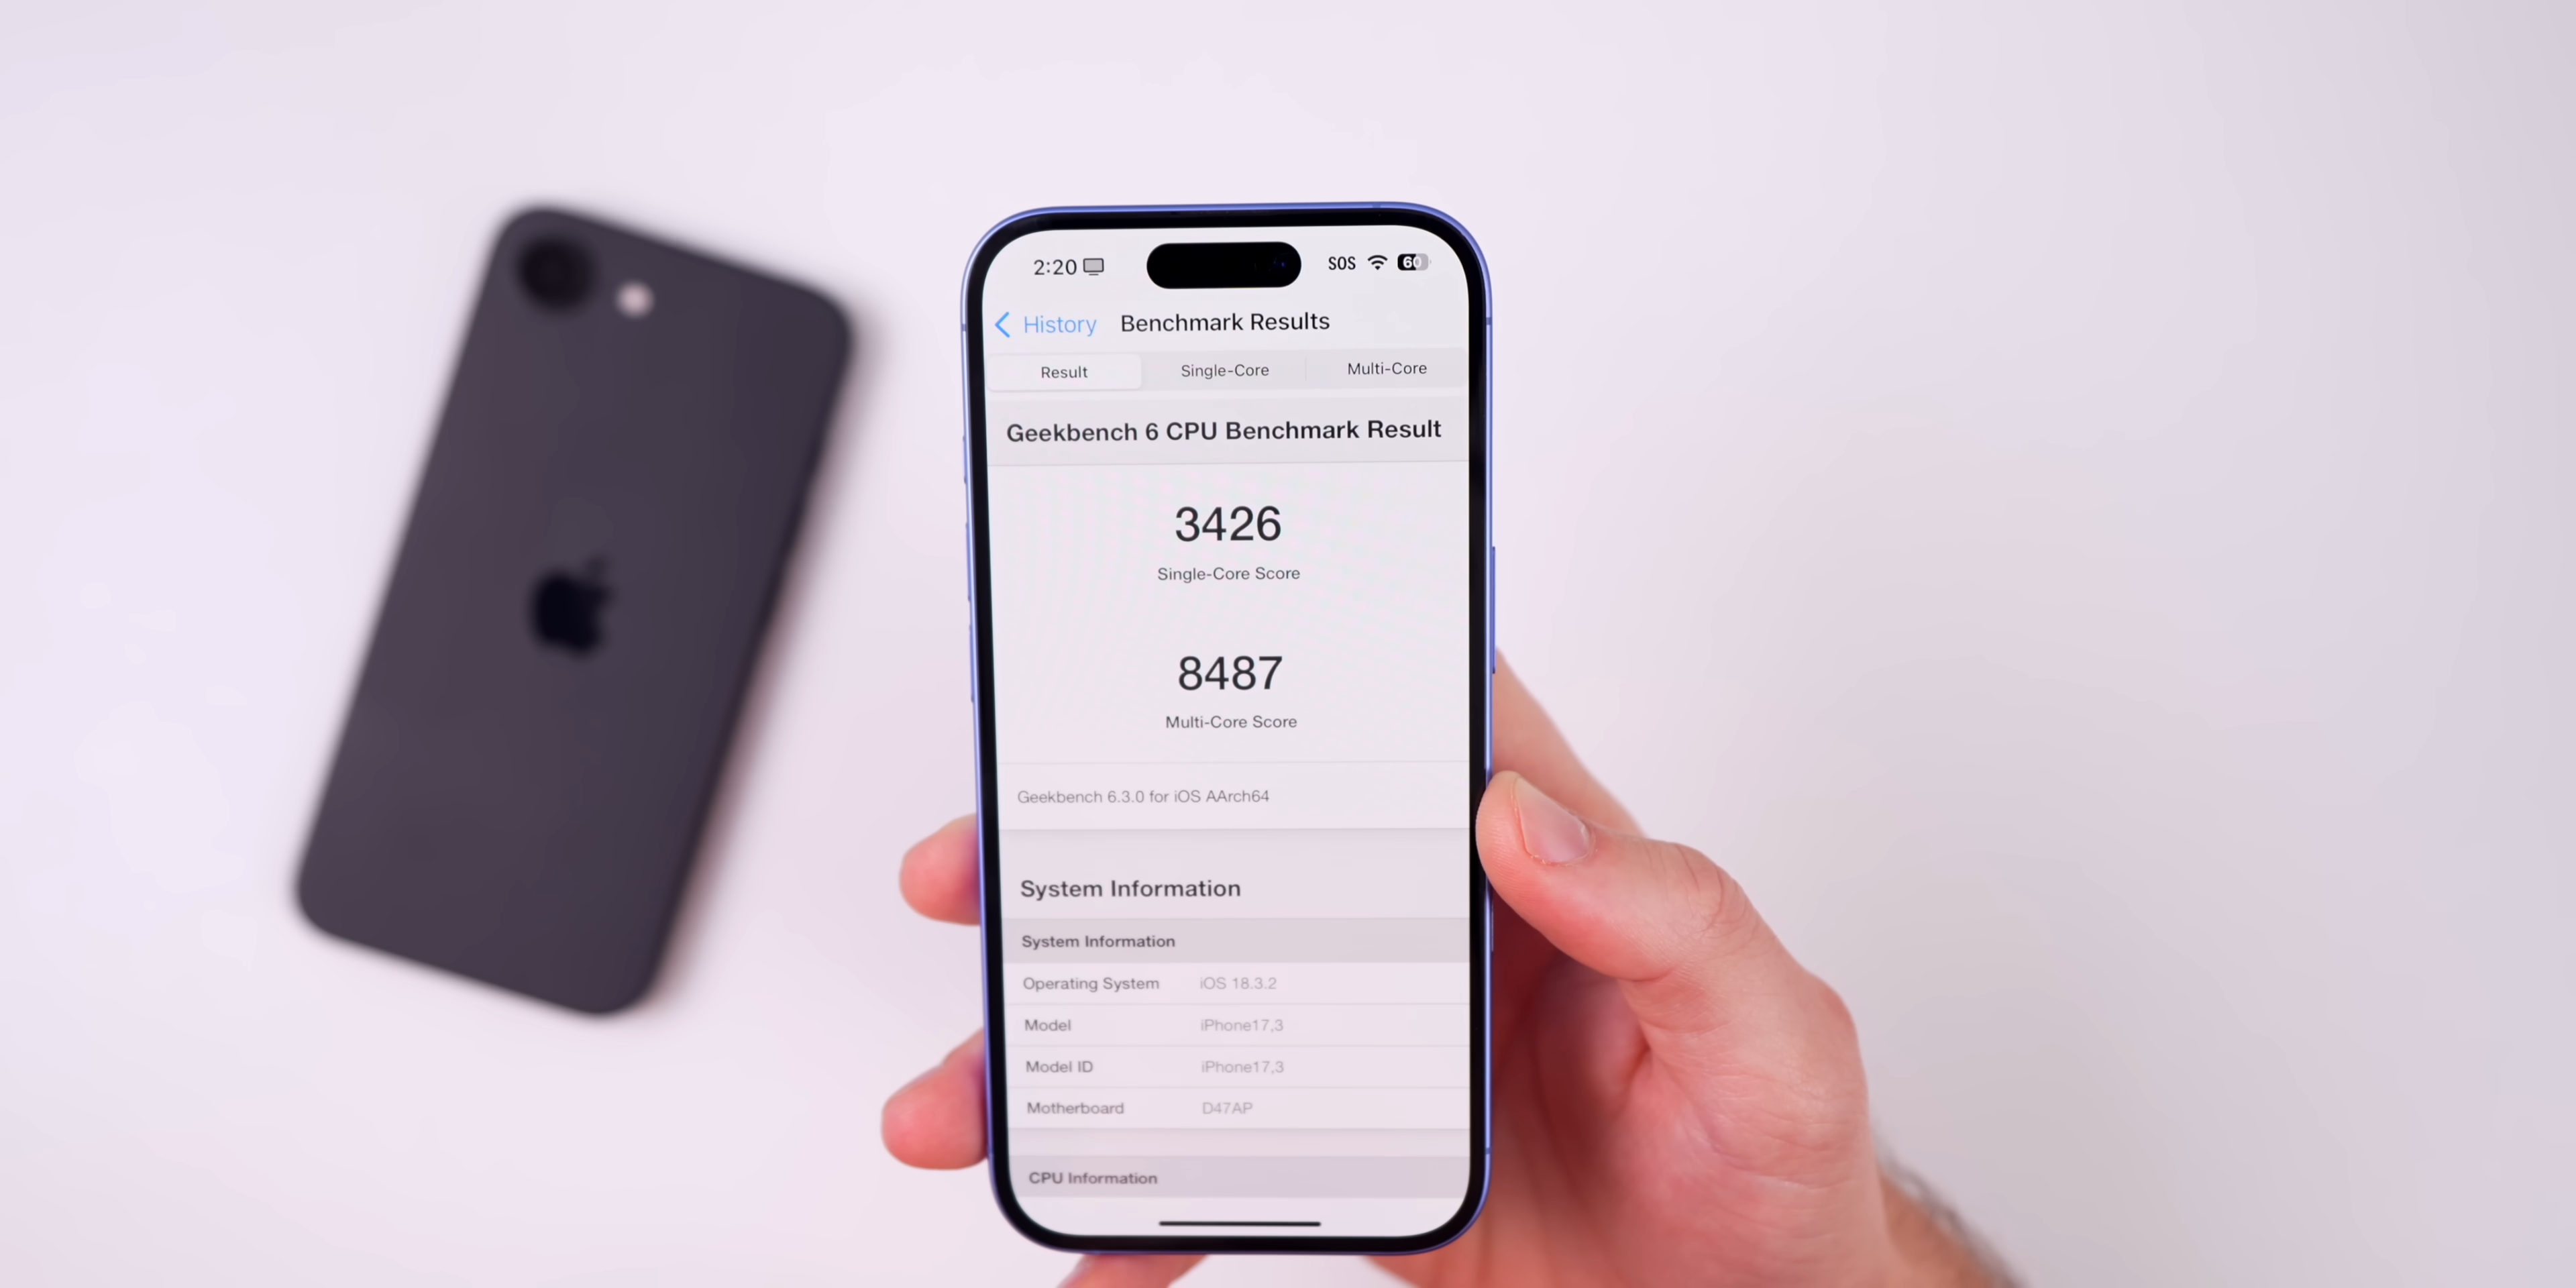 2:20 SOS 60
History Benchmark Results
Result Single-Core Multi-Core
Geekbench 6 CPU Benchmark Result
3426
Single-Core Score
8487
Multi-Core Score
Geekbench 6.3.0 for iOS AArch64
System Information
System Information
Operating System iOS 18.3.2
Model iPhone17,3
Model ID iPhone17,3
Motherboard D47AP
CPU Information